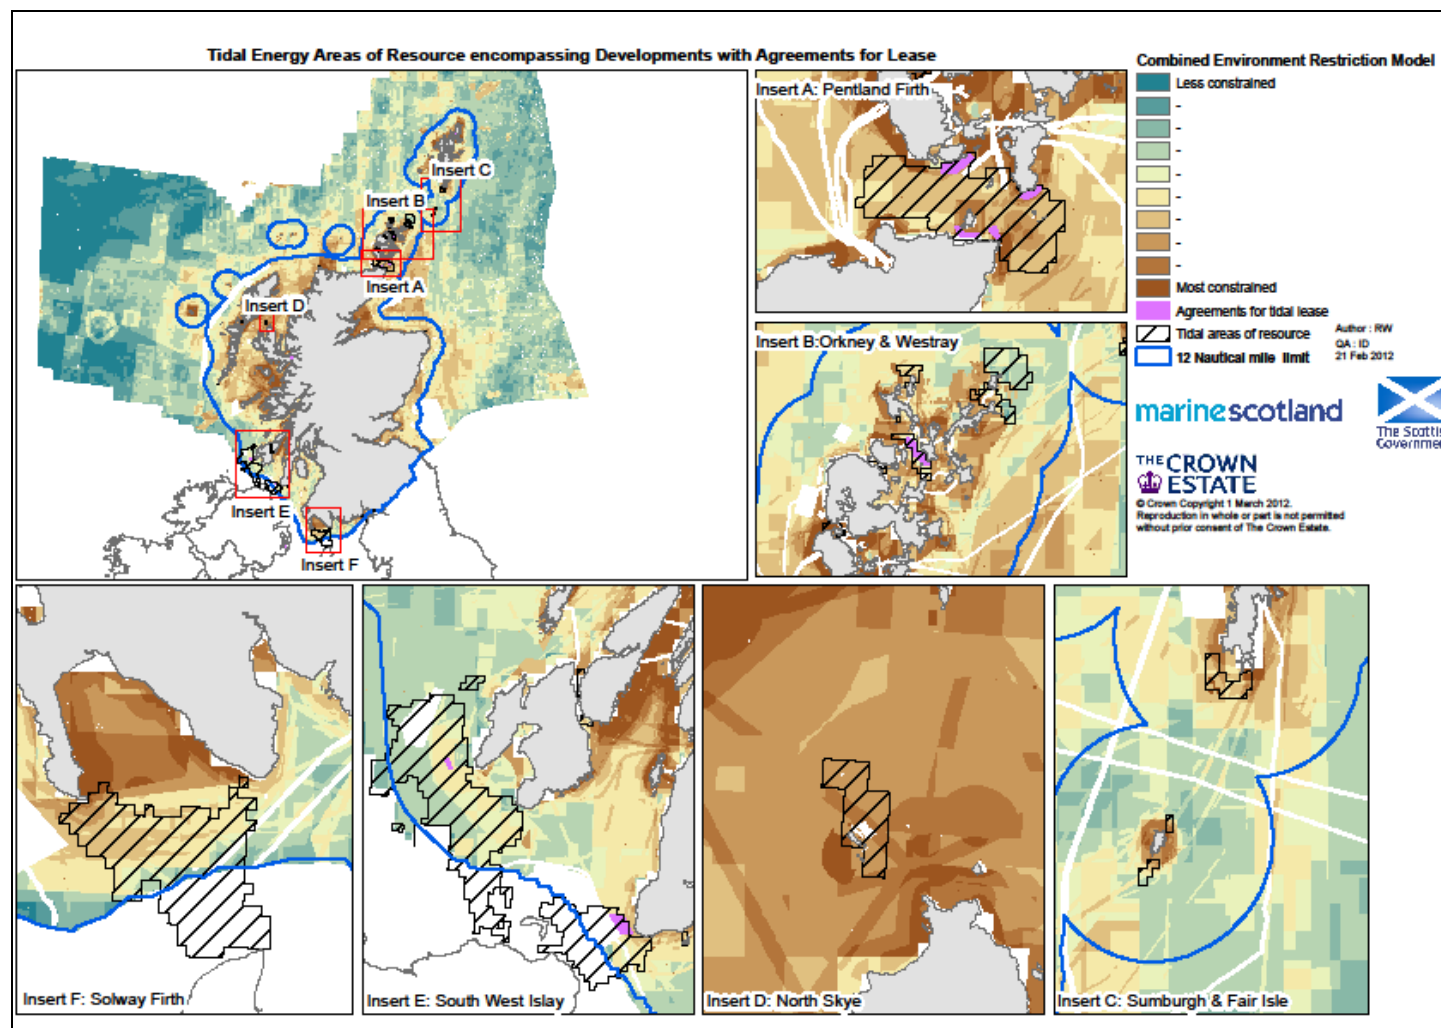 Tidal Energy Areas of Resource encompassing Developments with Agreements for Lease
Insert C
Insert B
Insert A
Insert D
Insert E
Insert F
Insert A: Pentland Firth
Insert B:Orkney & Westray
Combined Environment Restriction Model
Less constrained
-
-
-
-
-
-
-
-
Most constrained
Agreements for tidal lease
Tidal areas of resource
12 Nautical mile limit
Author : RW
QA : ID
21 Feb 2012
marinescotland
The Scotti
Governmen
THE CROWN
ESTATE
© Crown Copyright 1 March 2012.
Reproduction in whole or part is not permitted
without prior consent of The Crown Estate.
Insert F: Solway Firth
Insert E: South West Islay
Insert D: North Skye
Insert C: Sumburgh & Fair Isle